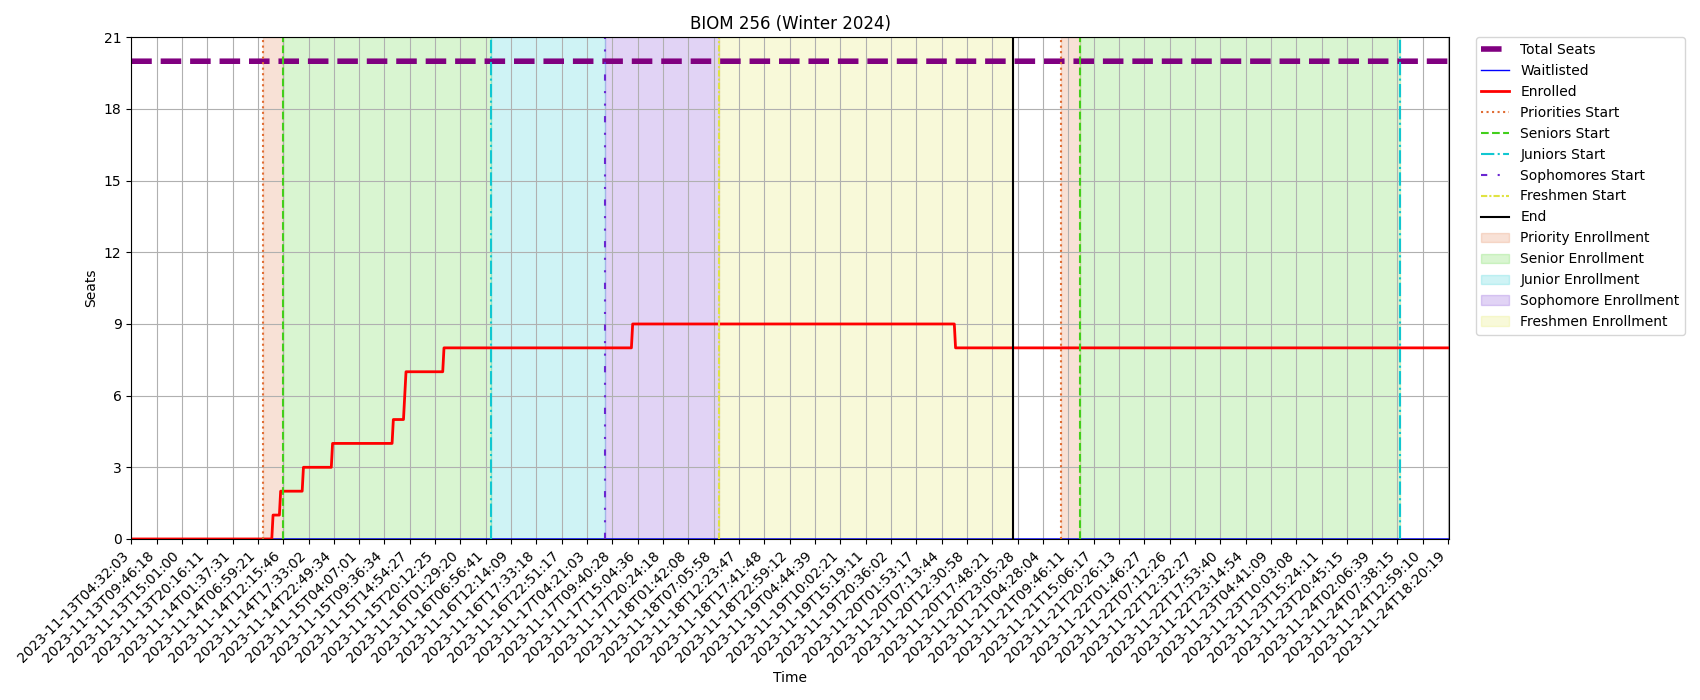 BIOM 256 (Winter 2024)
Seats
21
18
15
12
9
6
3
0
2023-11-13T04:32:03
2023-11-13T09:46:18
2023-11-13T15:01:00
2023-11-13T20:16:11
2023-11-14T01:37:31
2023-11-14T06:59:21
2023-11-14T12:15:46
2023-11-14T17:33:02
2023-11-14T22:49:34
2023-11-15T04:07:01
2023-11-15T09:36:34
2023-11-15T14:54:27
2023-11-15T20:12:25
2023-11-16T01:29:20
2023-11-16T06:56:41
2023-11-16T12:14:09
2023-11-16T17:33:18
2023-11-16T22:51:17
2023-11-17T04:21:03
2023-11-17T09:40:28
2023-11-17T15:04:36
2023-11-17T20:24:18
2023-11-18T01:42:08
2023-11-18T07:05:58
2023-11-18T12:23:47
2023-11-18T17:41:48
2023-11-18T22:59:12
2023-11-19T04:44:39
2023-11-19T10:02:21
2023-11-19T15:19:11
2023-11-19T20:36:02
2023-11-20T01:53:17
2023-11-20T07:13:44
2023-11-20T12:30:58
2023-11-20T17:48:21
2023-11-20T23:05:28
2023-11-21T04:28:04
2023-11-21T09:46:11
2023-11-21T15:06:17
2023-11-21T20:26:13
2023-11-22T01:46:27
2023-11-22T07:12:26
2023-11-22T12:32:27
2023-11-22T17:53:40
2023-11-22T23:14:54
2023-11-23T04:41:09
2023-11-23T10:03:08
2023-11-23T15:24:11
2023-11-23T20:45:15
2023-11-24T02:06:39
2023-11-24T07:38:15
2023-11-24T12:59:10
2023-11-24T18:20:19
Time
Total Seats
Waitlisted
Enrolled
Priorities Start
Seniors Start
Juniors Start
Sophomores Start
Freshmen Start
End
Priority Enrollment
Senior Enrollment
Junior Enrollment
Sophomore Enrollment
Freshmen Enrollment